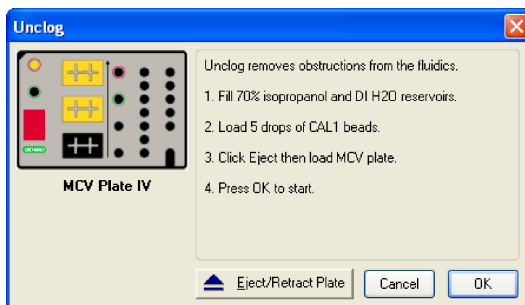 Unclog
Unclog removes obstructions from the fluidics.
1. Fill 70% isopropanol and DI H2O reservoirs.
2. Load 5 drops of CAL1 beads.
3. Click Eject then load MCV plate.
4. Press OK to start.
MCV Plate IV
Eject/Retract Plate
Cancel
OK